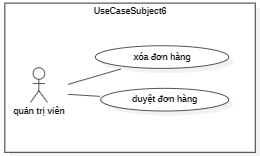 UseCaseSubject6
xóa đơn hàng
quản trị viên
duyệt đơn hàng